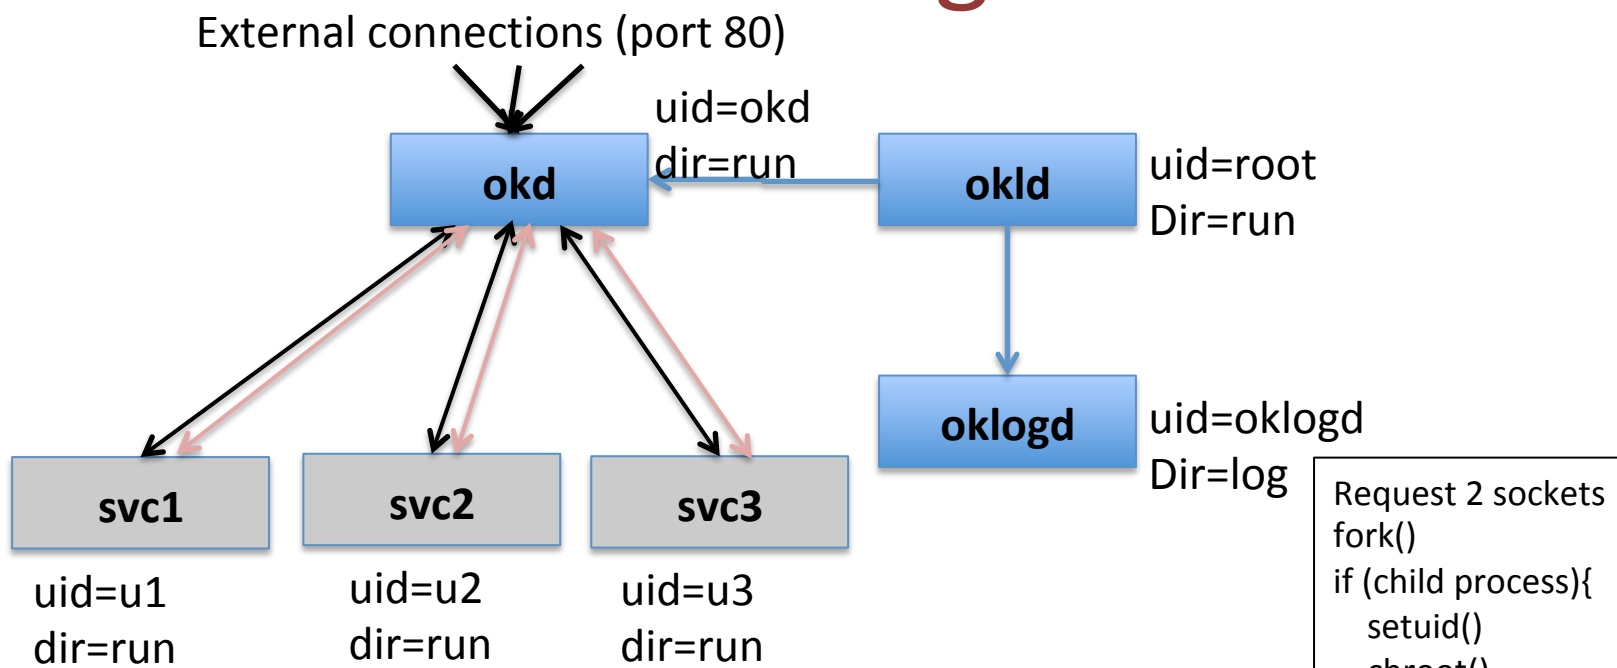 External connections (port 80)
uid=okd
dir=run
okd
okld
uid=root
Dir=run
oklogd
uid=oklogd
Dir=log
svc1
svc2
svc3
uid=u1
dir=run
uid=u2
dir=run
uid=u3
dir=run
Request 2 sockets
fork()
if (child process){
setuid()
chroot()